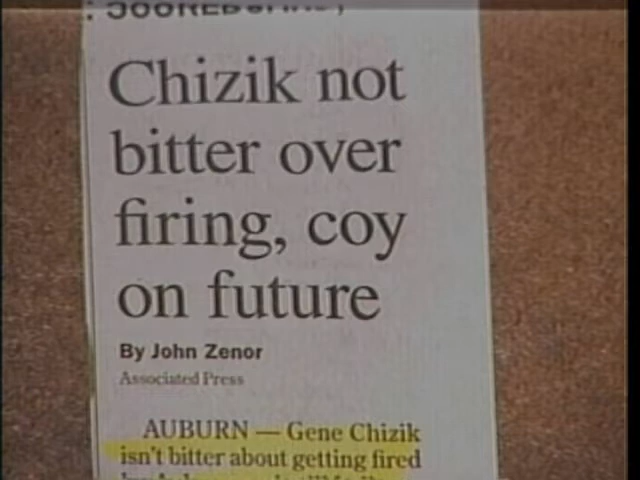 Chizik not
bitter over
firing, coy
on future
By John Zenor
Associated Press
AUBURN — Gene Chizik
isn't bitter about getting fired